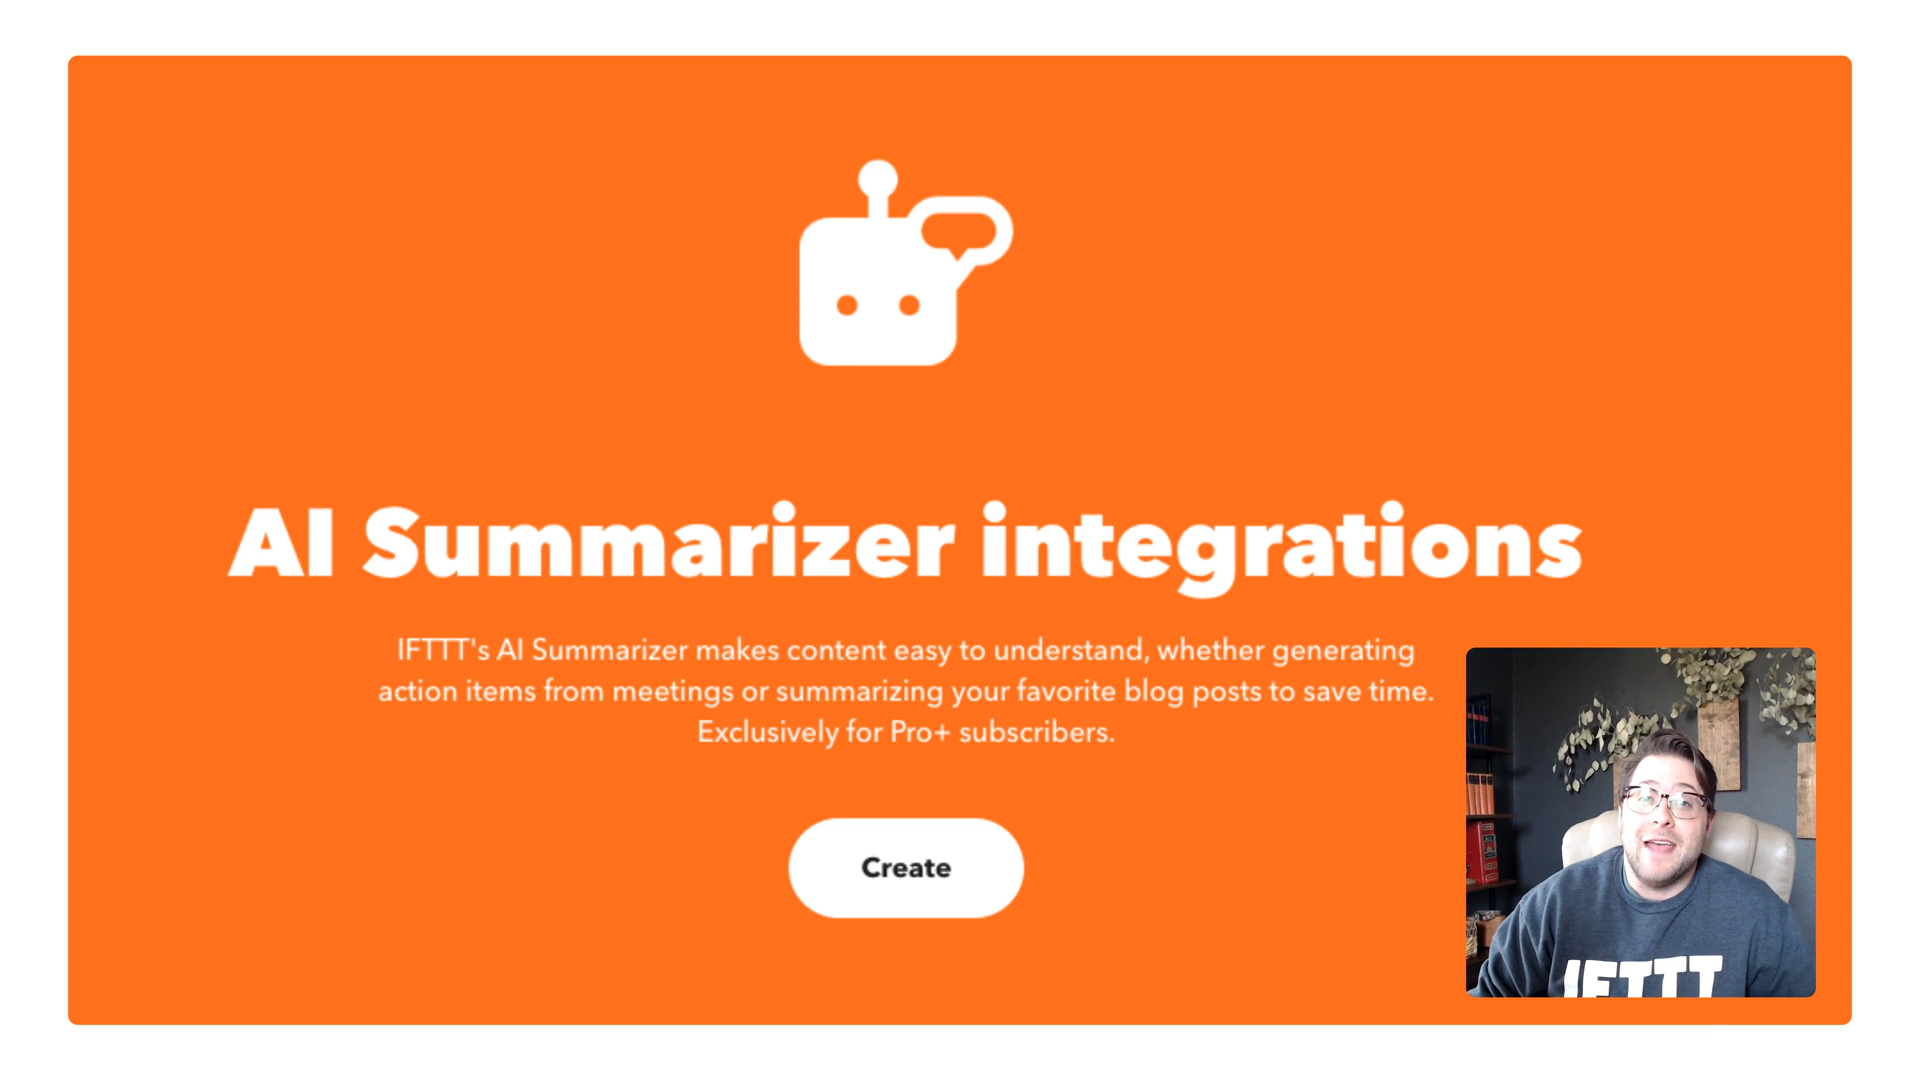 AI Summarizer integrations
IFTTT's AI Summarizer makes content easy to understand, whether generating
action items from meetings or summarizing your favorite blog posts to save time.
Exclusively for Pro+ subscribers.
Create
IFTTT